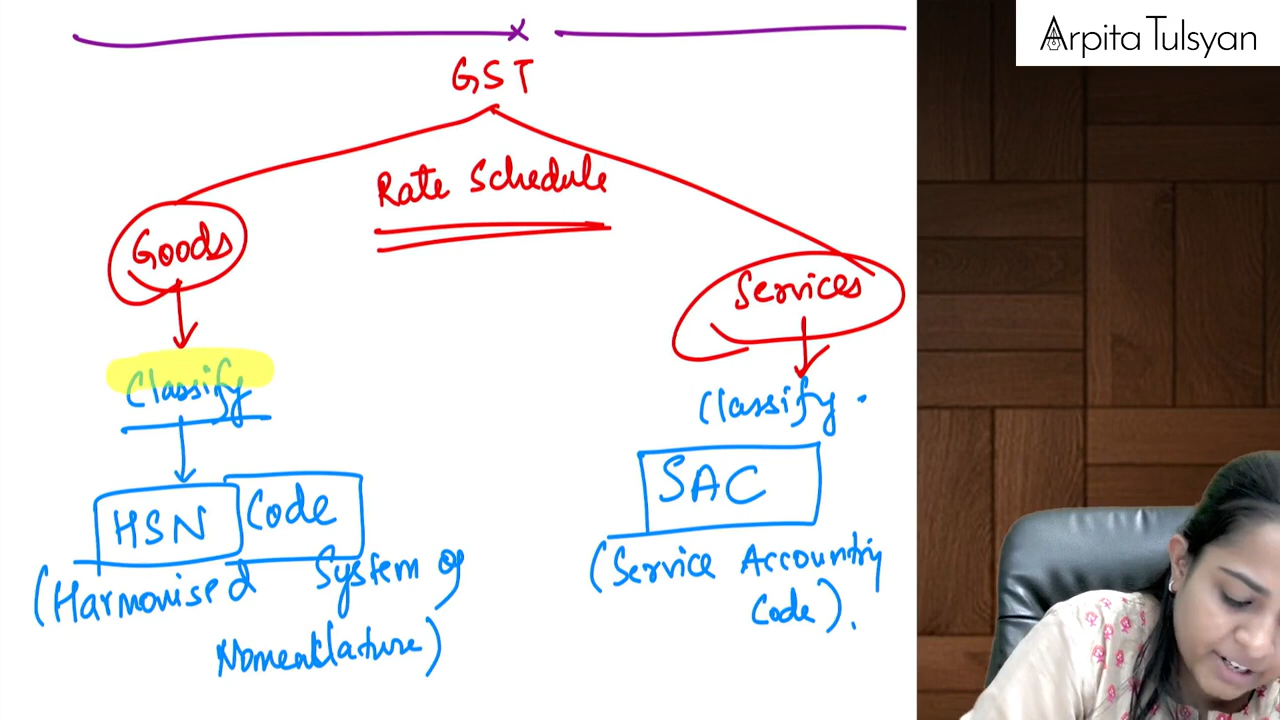 Arpita Tulsyan
GST
Rate Schedule
Goods
Services
Classify
Classify.
HSN Code
SAC
(Harmonised System of
Nomenclature)
(Service Accounting
Code).